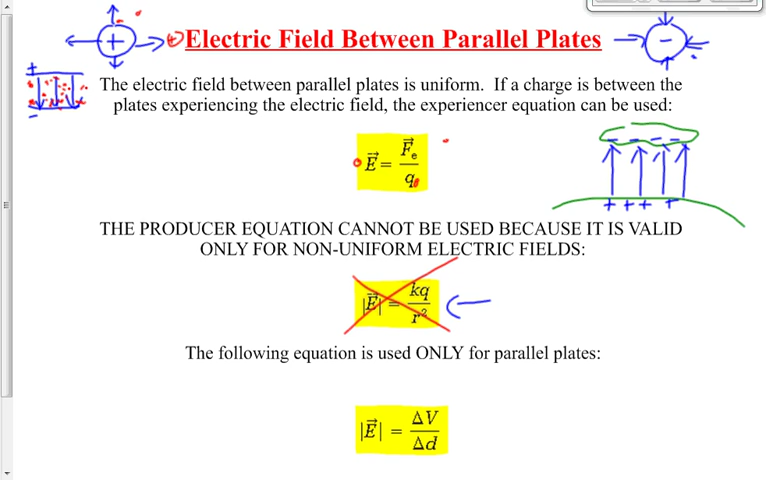 Electric Field Between Parallel Plates
The electric field between parallel plates is uniform. If a charge is between the
plates experiencing the electric field, the experiencer equation can be used:
E⃗ = F⃗e / q
THE PRODUCER EQUATION CANNOT BE USED BECAUSE IT IS VALID
ONLY FOR NON-UNIFORM ELECTRIC FIELDS:
|E⃗| = kq / r²
The following equation is used ONLY for parallel plates:
|E⃗| = ΔV / Δd